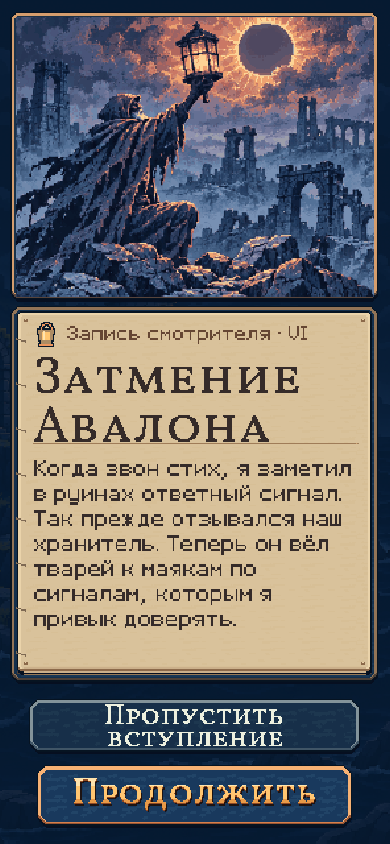 Запись смотрителя · VI
Затмение
Авалона
Когда звон стих, я заметил
в руинах ответный сигнал.
Так прежде отзывался наш
хранитель. Теперь он вёл
тварей к маякам по
сигналам, которым я
привык доверять.
Пропустить
вступление
Продолжить